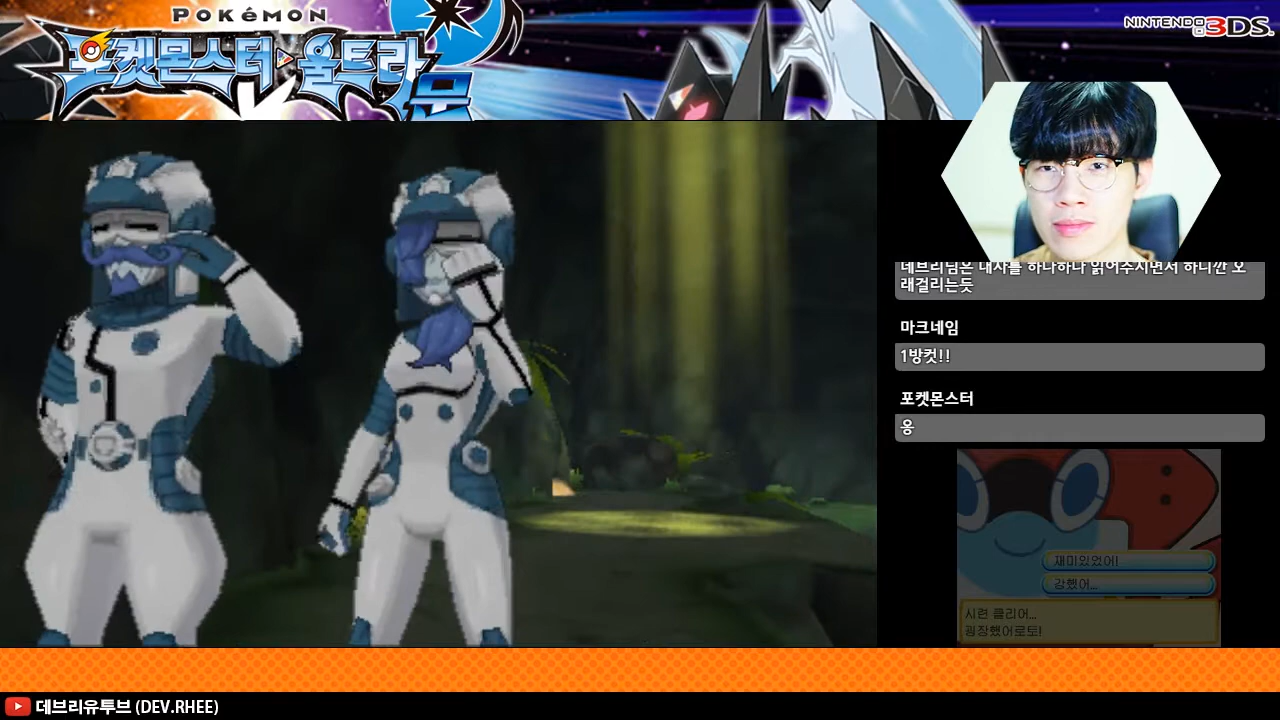 POKéMON
포켓몬스터 울트라문
NINTENDO 3DS
데브리님은 대사를 하나하나 읽어주시면서 하니깐 오
래걸리는듯
마크네임
1방컷!!
포켓몬스터
옹
재미있었어!
강했어...
시련 클리어...
굉장했어로토!
데브리유투브 (DEV.RHEE)